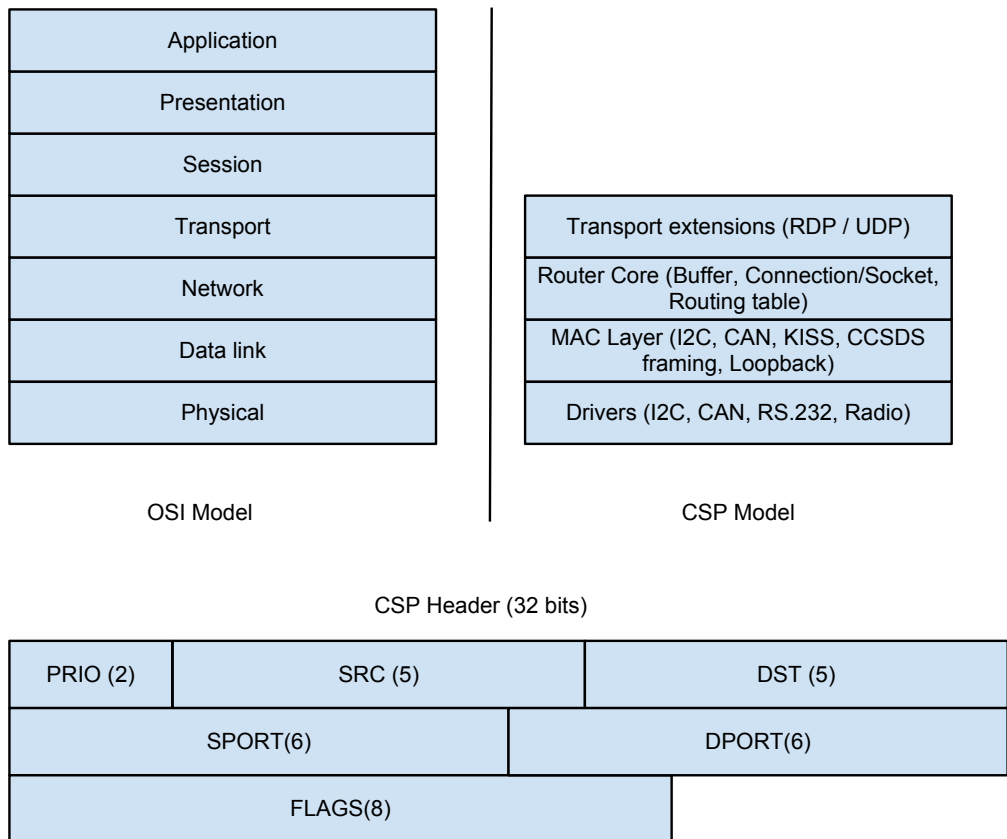 Application
Presentation
Session
Transport
Network
Data link
Physical
OSI Model
Transport extensions (RDP / UDP)
Router Core (Buffer, Connection/Socket,
Routing table)
MAC Layer (I2C, CAN, KISS, CCSDS
framing, Loopback)
Drivers (I2C, CAN, RS.232, Radio)
CSP Model
CSP Header (32 bits)
PRIO (2)
SRC (5)
DST (5)
SPORT(6)
DPORT(6)
FLAGS(8)